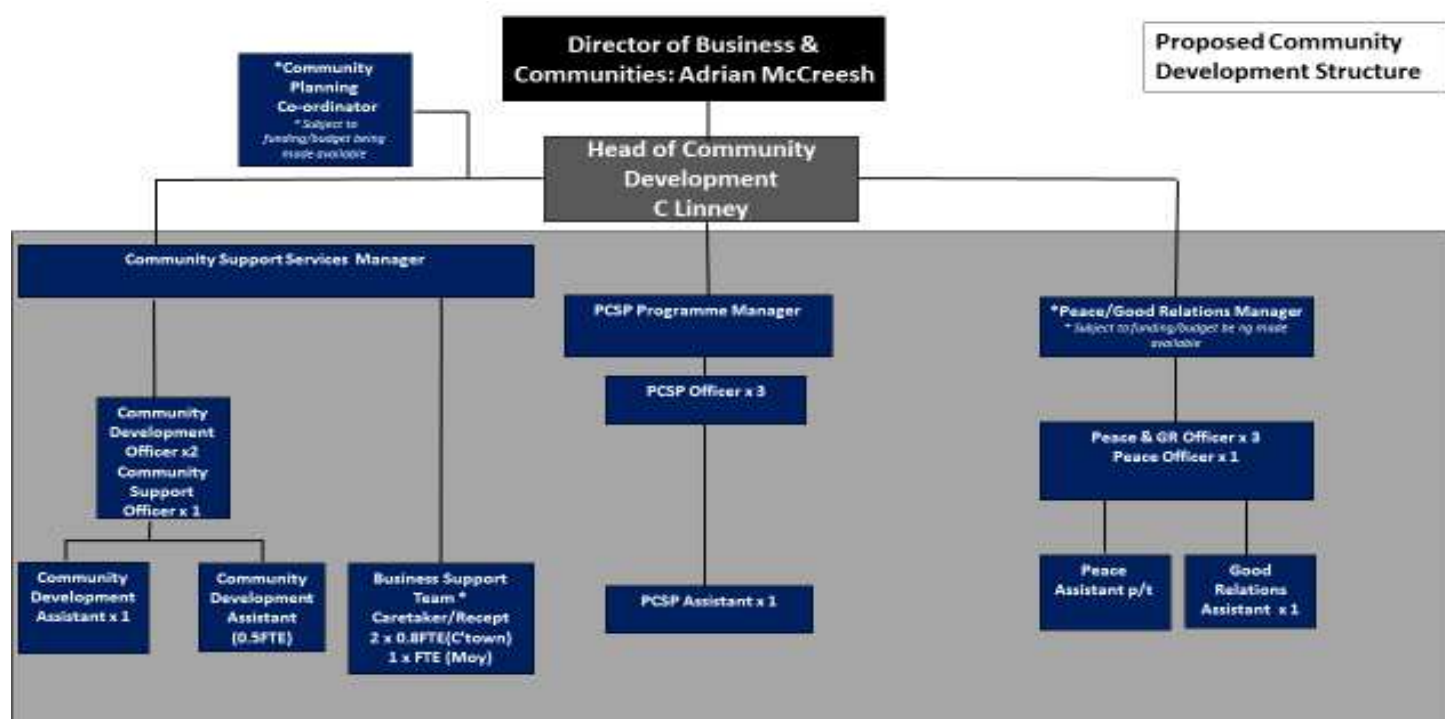 Director of Business &
Communities: Adrian McCreesh
Proposed Community
Development Structure
*Community
Planning
Co-ordinator
* Subject to
funding/budget being
made available
Head of Community
Development
C Linney
Community Support Services Manager
PCSP Programme Manager
*Peace/Good Relations Manager
* Subject to funding/budget be ng made
available
PCSP Officer x 3
Community
Development
Officer x2
Community
Support
Officer x 1
Peace & GR Officer x 3
Peace Officer x 1
Community
Development
Assistant x 1
Community
Development
Assistant
(0.5FTE)
Business Support
Team *
Caretaker/Recept
2 x 0.8FTE(C'town)
1 x FTE (Moy)
PCSP Assistant x 1
Peace
Assistant p/t
Good
Relations
Assistant x 1